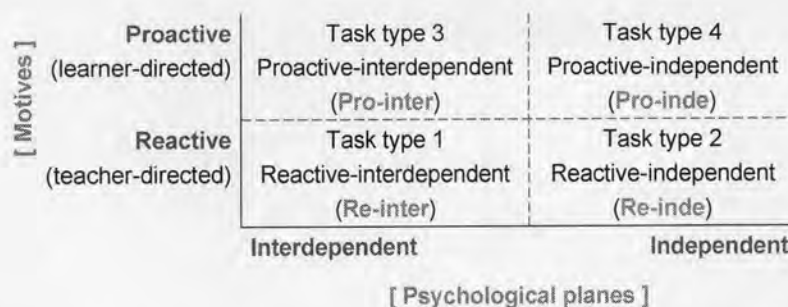 [ Motives ]
Proactive
(learner-directed)
Task type 3
Proactive-interdependent
(Pro-inter)
Task type 4
Proactive-independent
(Pro-inde)
Reactive
(teacher-directed)
Task type 1
Reactive-interdependent
(Re-inter)
Task type 2
Reactive-independent
(Re-inde)
Interdependent
Independent
[ Psychological planes ]